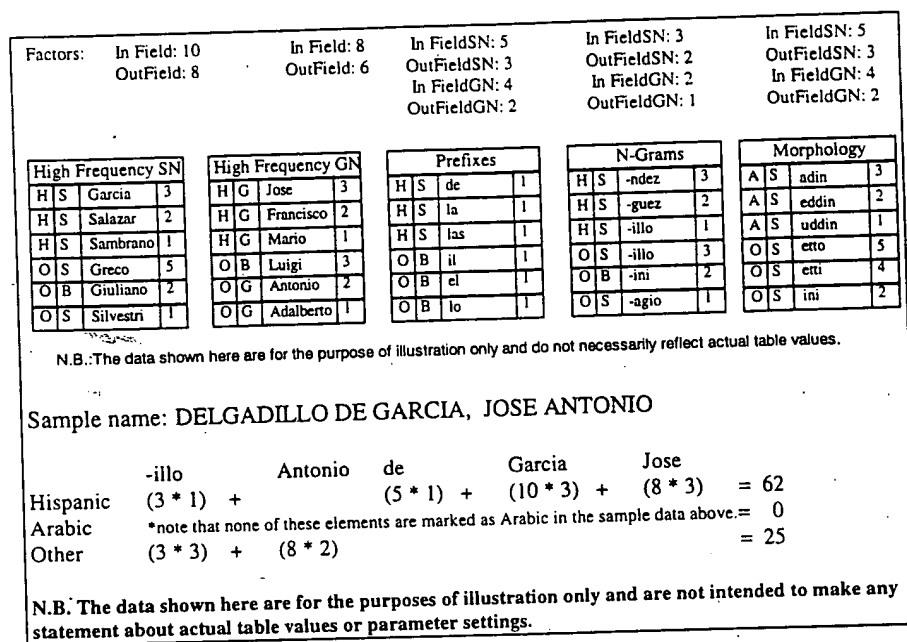 Factors: In Field: 10 In Field: 8 In FieldSN: 5 In FieldSN: 3 In FieldSN: 5
OutField: 8 OutField: 6 OutFieldSN: 3 OutFieldSN: 2 OutFieldSN: 3
In FieldGN: 4 In FieldGN: 2 In FieldGN: 4
OutFieldGN: 2 OutFieldGN: 1 OutFieldGN: 2
High Frequency SN
H S Garcia 3
H S Salazar 2
H S Sambrano 1
O S Greco 5
O B Giuliano 2
O S Silvestri 1
High Frequency GN
H G Jose 3
H G Francisco 2
H G Mario 1
O B Luigi 3
O G Antonio 2
O G Adalberto 1
Prefixes
H S de 1
H S la 1
H S las 1
O B il 1
O B el 1
O B lo 1
N-Grams
H S -ndez 3
H S -guez 2
H S -illo 1
O S -illo 3
O B -ini 2
O S -agio 1
Morphology
A S adin 3
A S eddin 2
A S uddin 1
O S etto 5
O S etti 4
O S ini 2
N.B.:The data shown here are for the purpose of illustration only and do not necessarily reflect actual table values.
Sample name: DELGADILLO DE GARCIA, JOSE ANTONIO
-illo Antonio de Garcia Jose
Hispanic (3 * 1) + (5 * 1) + (10 * 3) + (8 * 3) = 62
Arabic *note that none of these elements are marked as Arabic in the sample data above.= 0
Other (3 * 3) + (8 * 2) = 25
N.B. The data shown here are for the purposes of illustration only and are not intended to make any
statement about actual table values or parameter settings.